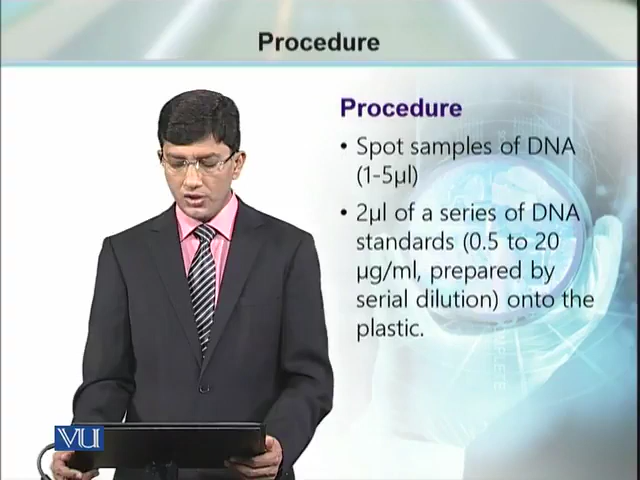 Procedure
Procedure
• Spot samples of DNA
(1-5µl)
• 2µl of a series of DNA
standards (0.5 to 20
µg/ml, prepared by
serial dilution) onto the
plastic.
VU